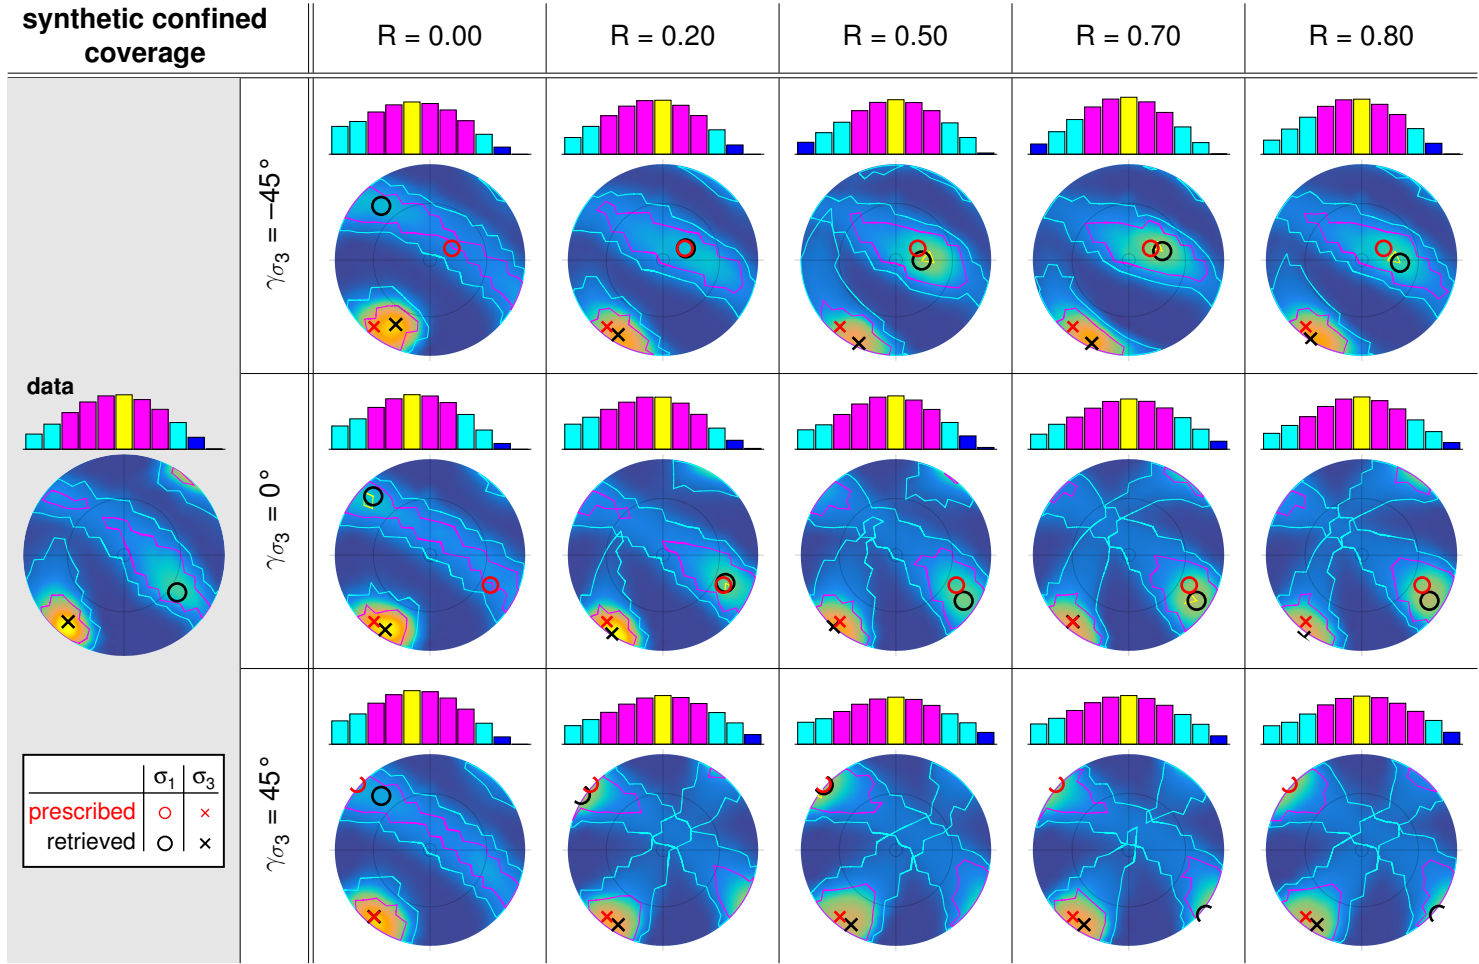 synthetic confined
coverage
R = 0.00
R = 0.20
R = 0.50
R = 0.70
R = 0.80
γσ3 = −45°
data
γσ3 = 0°
γσ3 = 45°
σ1 σ3
prescribed
retrieved